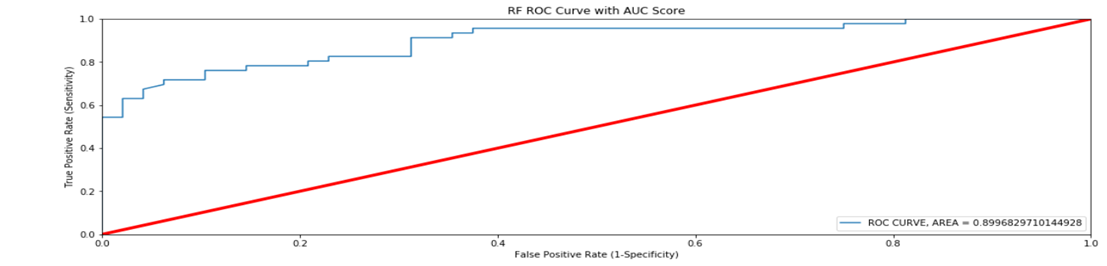 RF ROC Curve with AUC Score
1.0
0.8
0.6
0.4
0.2
0.0
True Positive Rate (Sensitivity)
ROC CURVE, AREA = 0.8996829710144928
0.0 0.2 0.4 0.6 0.8 1.0
False Positive Rate (1-Specificity)